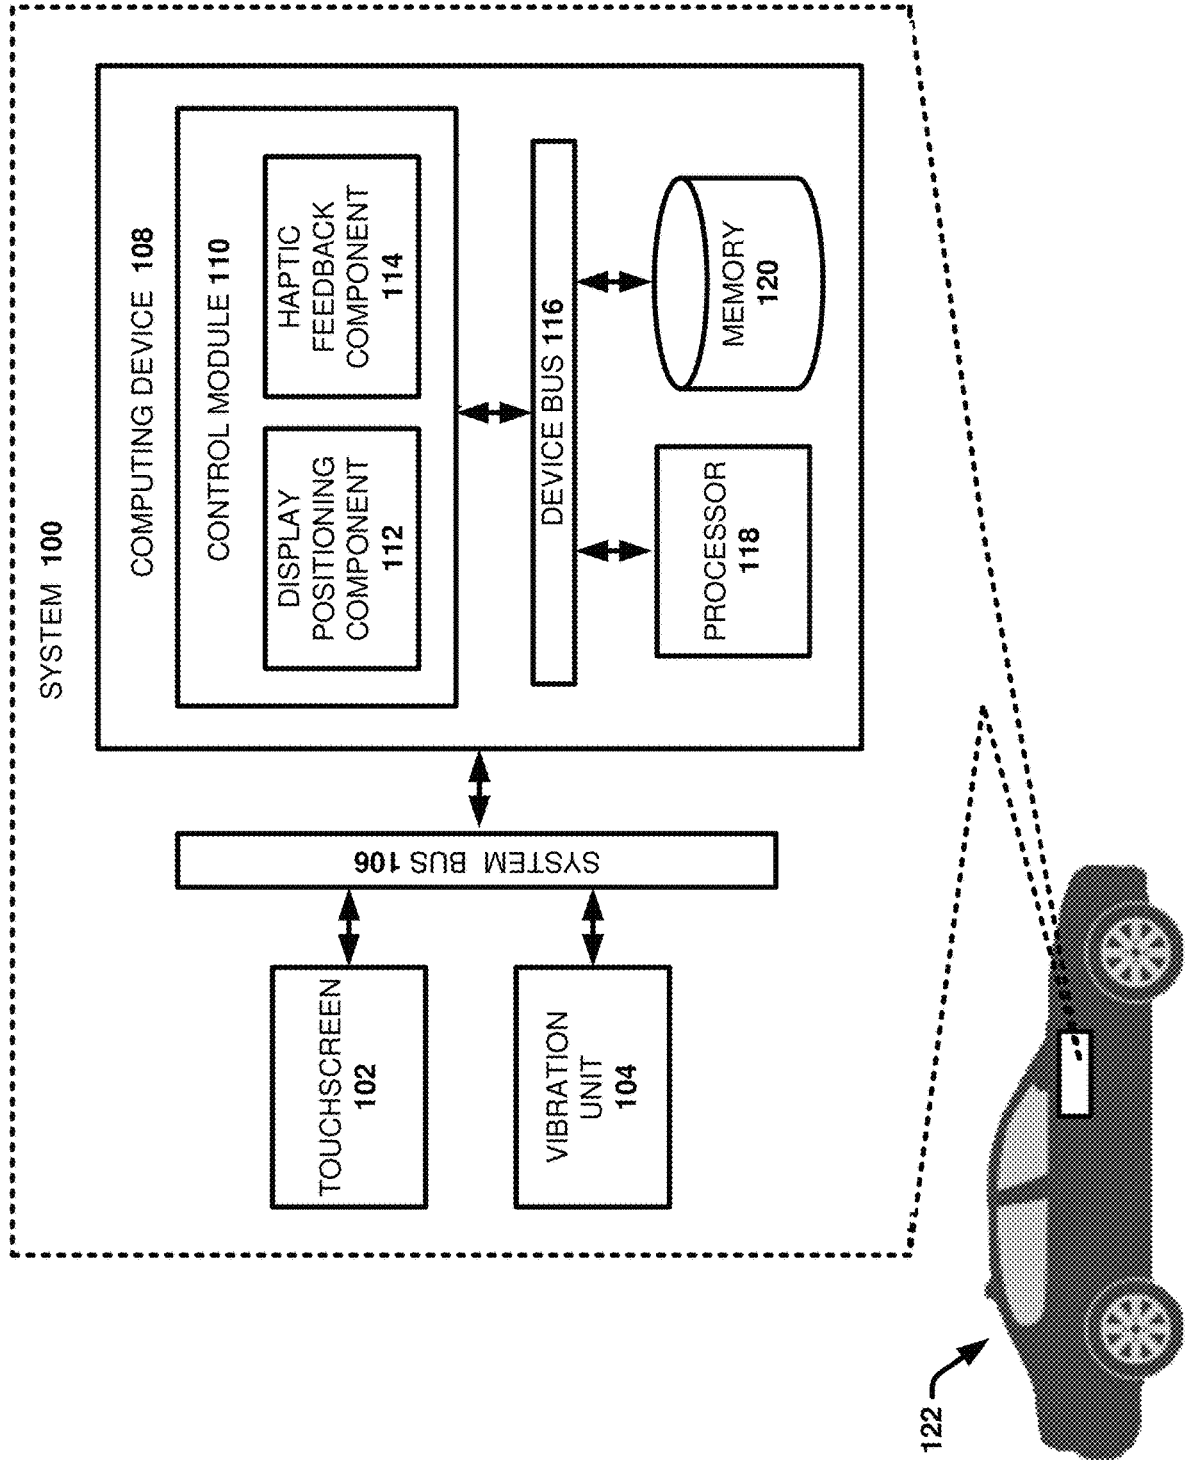 SYSTEM 100
COMPUTING DEVICE 108
CONTROL MODULE 110
DISPLAY
POSITIONING
COMPONENT
112
HAPTIC
FEEDBACK
COMPONENT
114
TOUCHSCREEN
102
SYSTEM BUS 106
VIBRATION
UNIT
104
DEVICE BUS 116
PROCESSOR
118
MEMORY
120
122